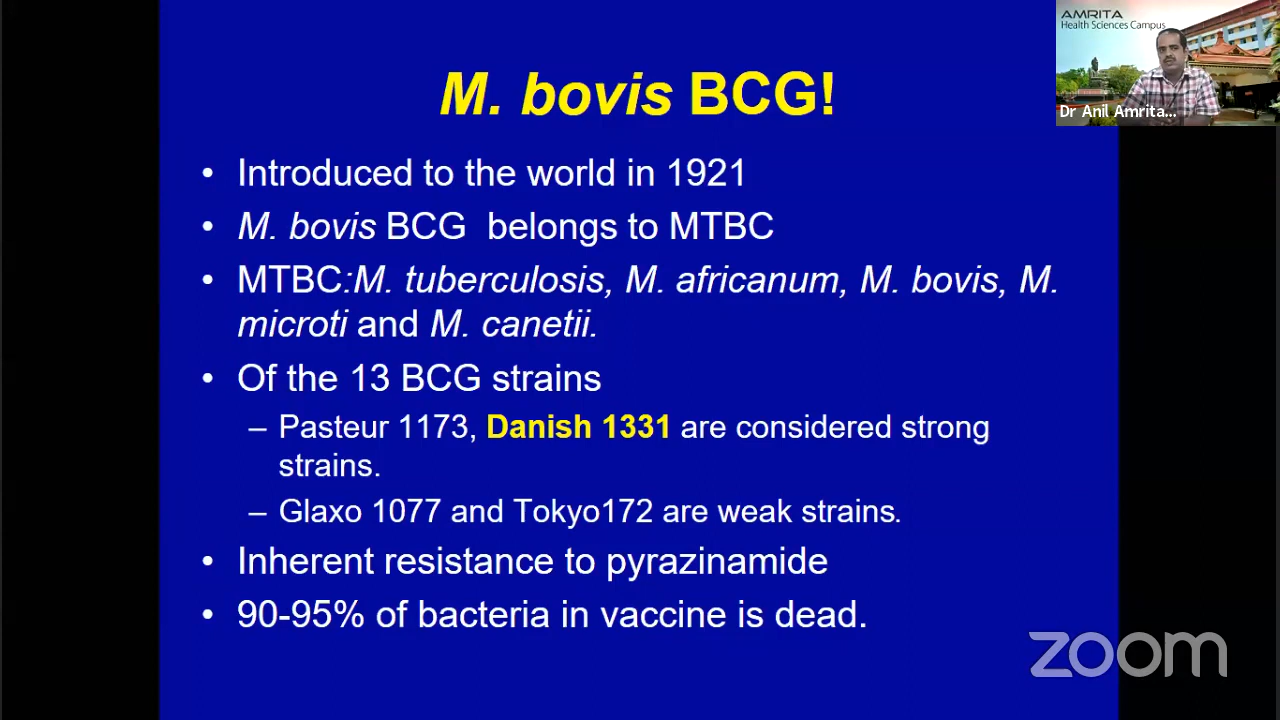 M. bovis BCG!
• Introduced to the world in 1921
• M. bovis BCG belongs to MTBC
• MTBC:M. tuberculosis, M. africanum, M. bovis, M.
microti and M. canetii.
• Of the 13 BCG strains
– Pasteur 1173, Danish 1331 are considered strong
strains.
– Glaxo 1077 and Tokyo172 are weak strains.
• Inherent resistance to pyrazinamide
• 90-95% of bacteria in vaccine is dead.
AMRITA
Health Sciences Campus
Dr Anil Amrita...
zoom